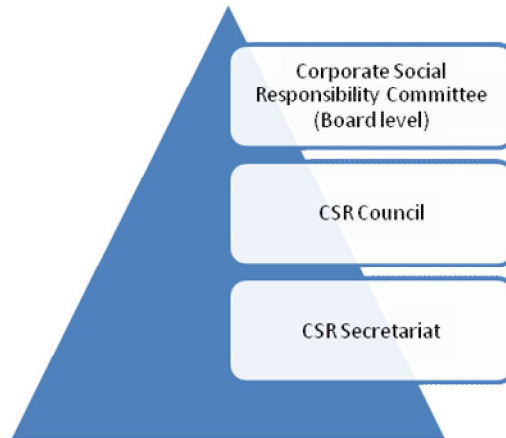 Corporate Social
Responsibility Committee
(Board level)
CSR Council
CSR Secretariat